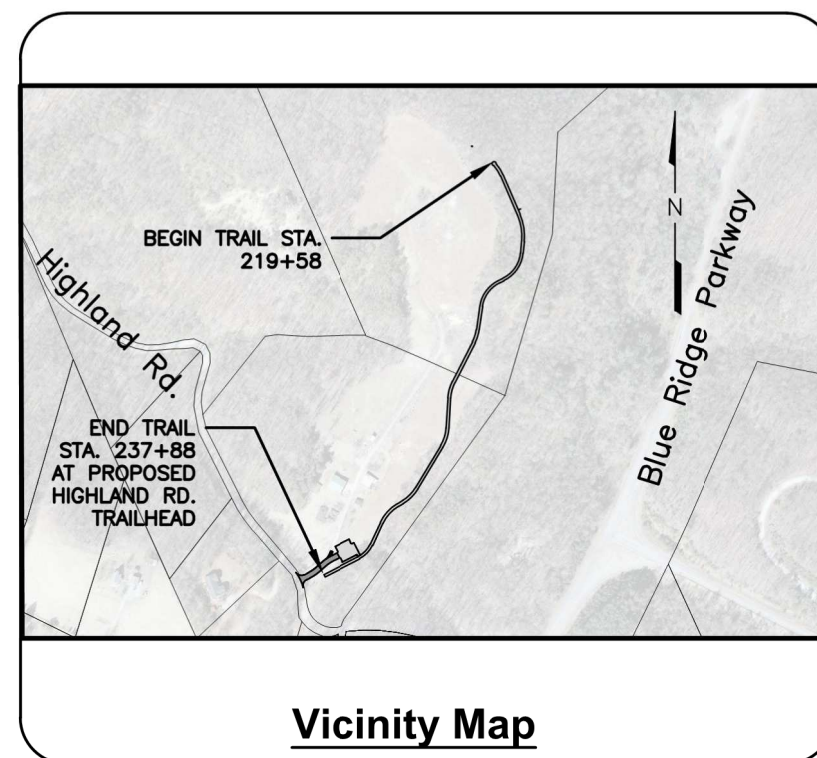 BEGIN TRAIL STA.
219+58
N
Highland Rd.
Blue Ridge Parkway
END TRAIL
STA. 237+88
AT PROPOSED
HIGHLAND RD.
TRAILHEAD
Vicinity Map